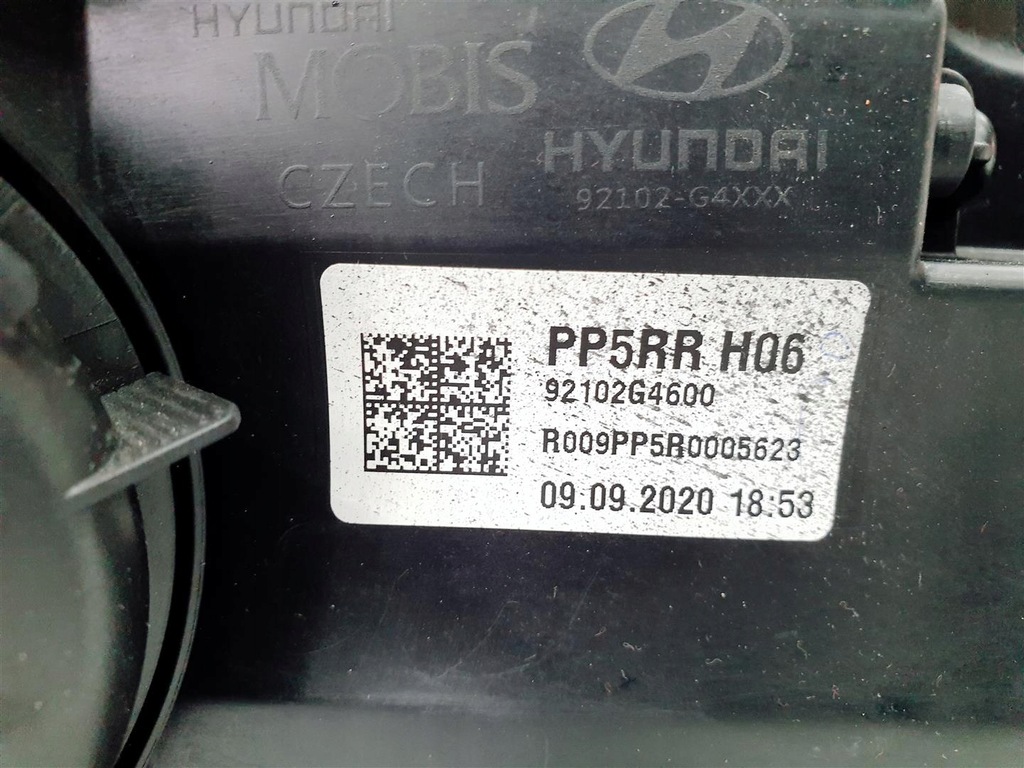 HYUNDAI
MOBIS
HYUNDAI
CZECH
92102-G4XXX
PP5RR H06
92102G4600
R009PP5R0005623
09.09.2020 18:53